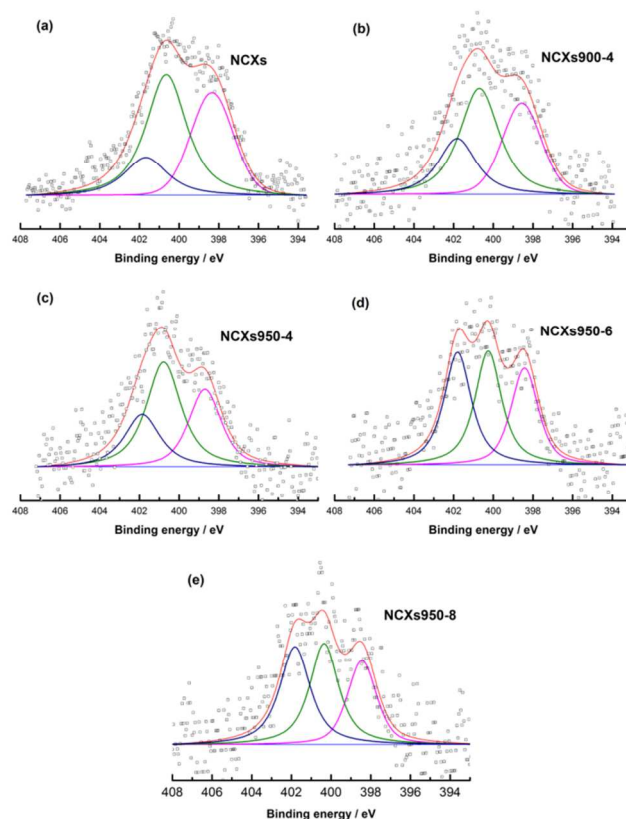 (a)
NCXs
408 406 404 402 400 398 396 394
Binding energy / eV
(b)
NCXs900-4
408 406 404 402 400 398 396 394
Binding energy / eV
(c)
NCXs950-4
408 406 404 402 400 398 396 394
Binding energy / eV
(d)
NCXs950-6
408 406 404 402 400 398 396 394
Binding energy / eV
(e)
NCXs950-8
408 406 404 402 400 398 396 394
Binding energy / eV